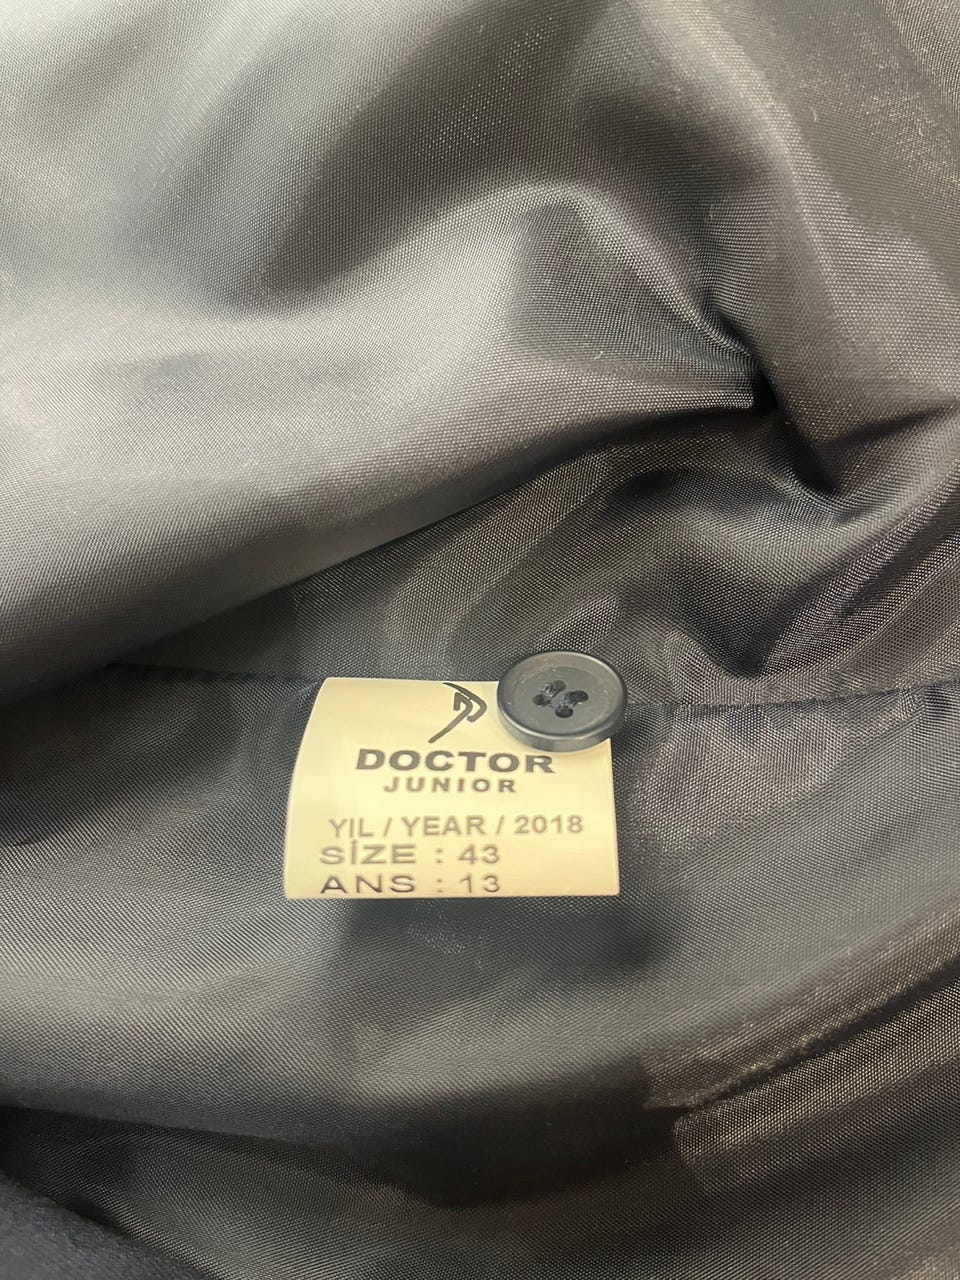 DOCTOR
JUNIOR
YIL / YEAR / 2018
SİZE : 43
ANS : 13